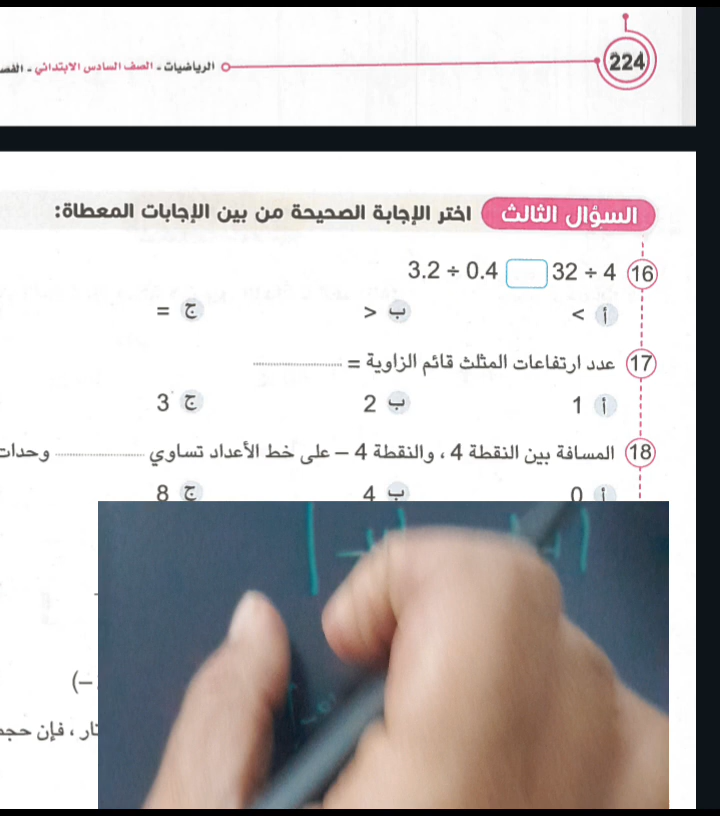 224
الرياضيات - الصف السادس الابتدائي -
السؤال الثالث اختر الإجابة الصحيحة من بين الإجابات المعطاة:
16 32 ÷ 4 3.2 ÷ 0.4
أ < ب > ج =
17 عدد ارتفاعات المثلث قائم الزاوية = ................
أ 1 ب 2 ج 3
18 المسافة بين النقطة 4 ، والنقطة 4 – على خط الأعداد تساوي ................ وحدات
أ 0 ب 4 ج 8
(–
، فإن